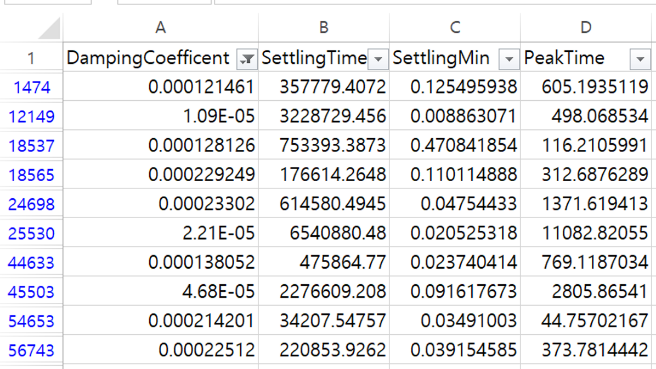 A B C D
1 DampingCoefficent SettlingTime SettlingMin PeakTime
1474 0.000121461 357779.4072 0.125495938 605.1935119
12149 1.09E-05 3228729.456 0.008863071 498.068534
18537 0.000128126 753393.3873 0.470841854 116.2105991
18565 0.000229249 176614.2648 0.110114888 312.6876289
24698 0.00023302 614580.4945 0.04754433 1371.619413
25530 2.21E-05 6540880.48 0.020525318 11082.82055
44633 0.000138052 475864.77 0.023740414 769.1187034
45503 4.68E-05 2276609.208 0.091617673 2805.86541
54653 0.000214201 34207.54757 0.03491003 44.75702167
56743 0.00022512 220853.9262 0.039154585 373.7814442